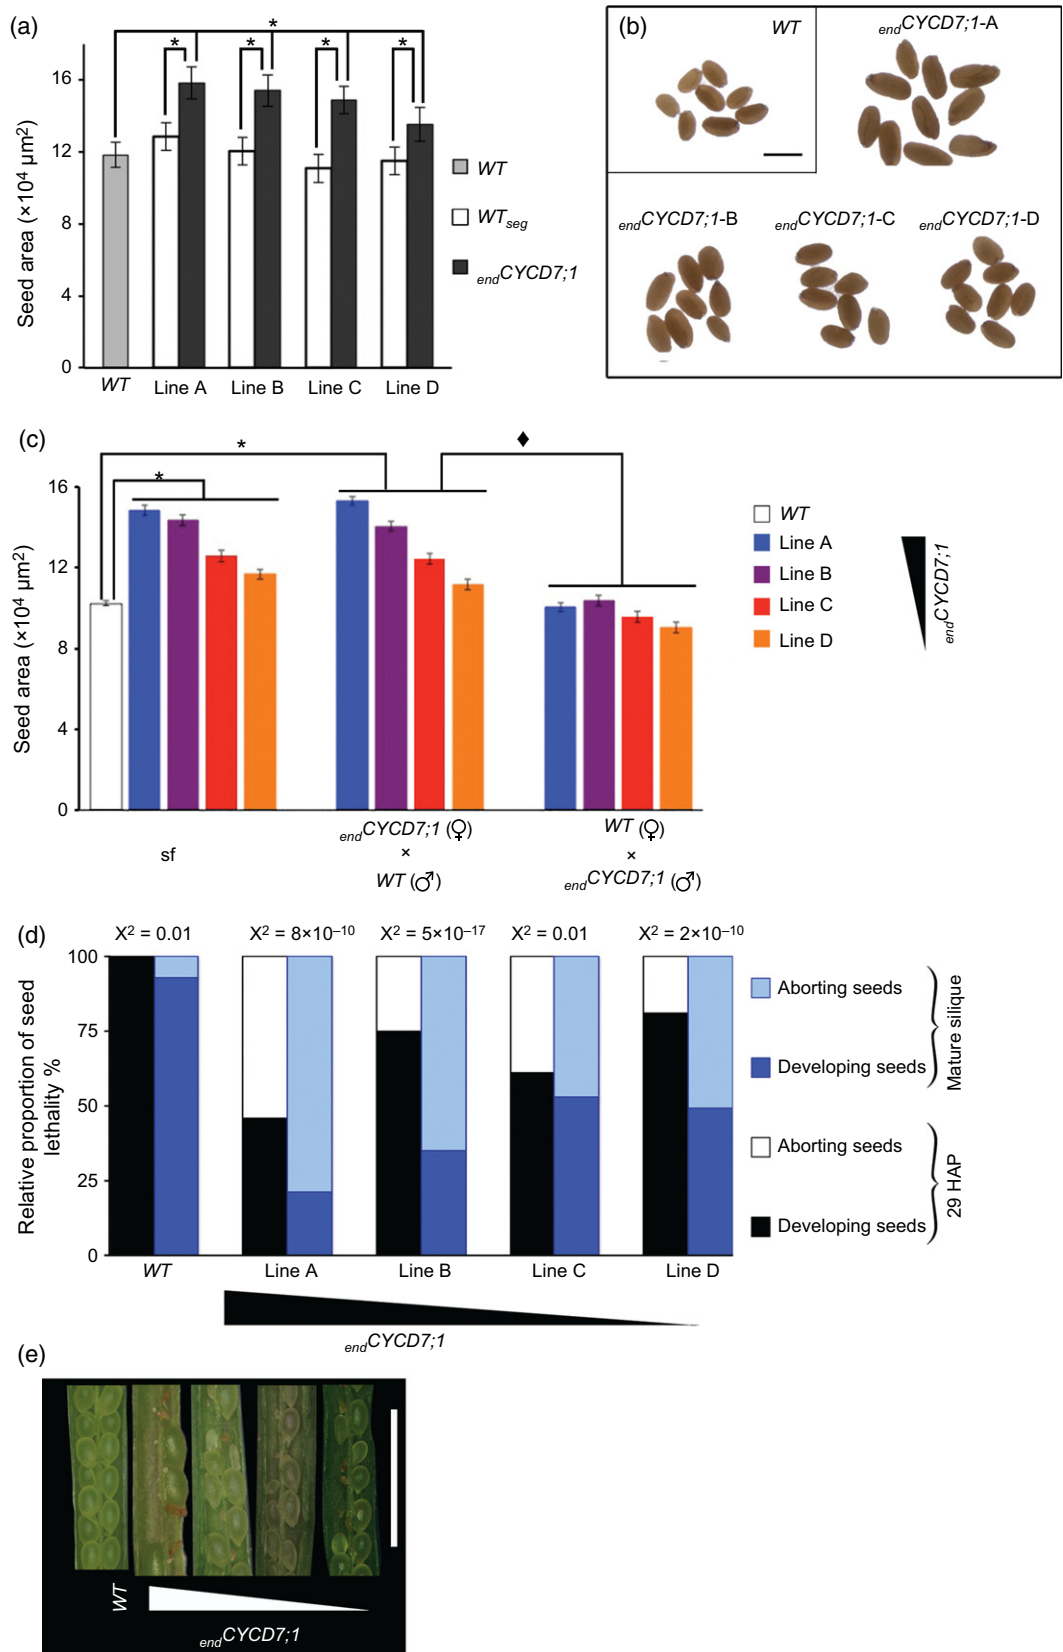 (a)
*
* * * *
16
12
8
4
0
Seed area (×10⁴ µm²)
WT Line A Line B Line C Line D
WT
WTseg
endCYCD7;1
(b)
WT
endCYCD7;1-A
endCYCD7;1-B endCYCD7;1-C endCYCD7;1-D
(c)
* ♦
*
16
12
8
4
0
Seed area (×10⁴ µm²)
sf
endCYCD7;1 (♀)
×
WT (♂)
WT (♀)
×
endCYCD7;1 (♂)
WT
Line A
Line B
Line C
Line D
endCYCD7;1
(d)
X² = 0.01 X² = 8×10⁻¹⁰ X² = 5×10⁻¹⁷ X² = 0.01 X² = 2×10⁻¹⁰
100
75
50
25
0
Relative proportion of seed
lethality %
WT Line A Line B Line C Line D
endCYCD7;1
Aborting seeds
Developing seeds
Mature silique
Aborting seeds
Developing seeds
29 HAP
(e)
WT
endCYCD7;1